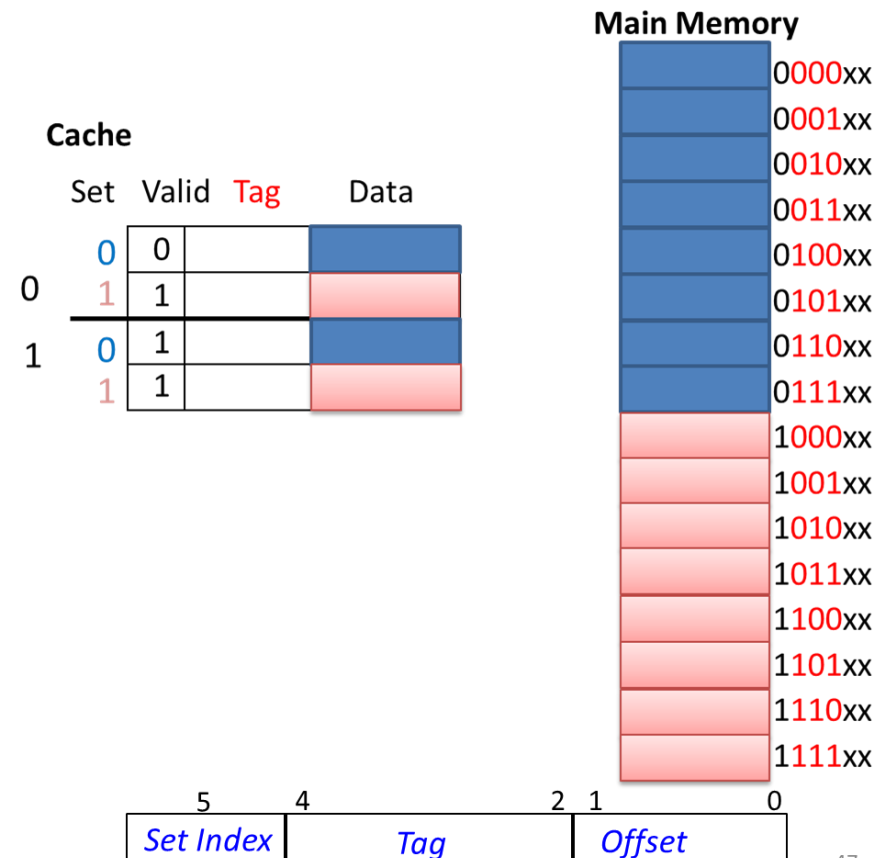 Main Memory
0000xx
0001xx
Cache
0010xx
Set Valid Tag Data
0011xx
0 0
0100xx
0 1 1
0101xx
1 0 1
0110xx
1 1
0111xx
1000xx
1001xx
1010xx
1011xx
1100xx
1101xx
1110xx
1111xx
5 4 2 1 0
Set Index Tag Offset